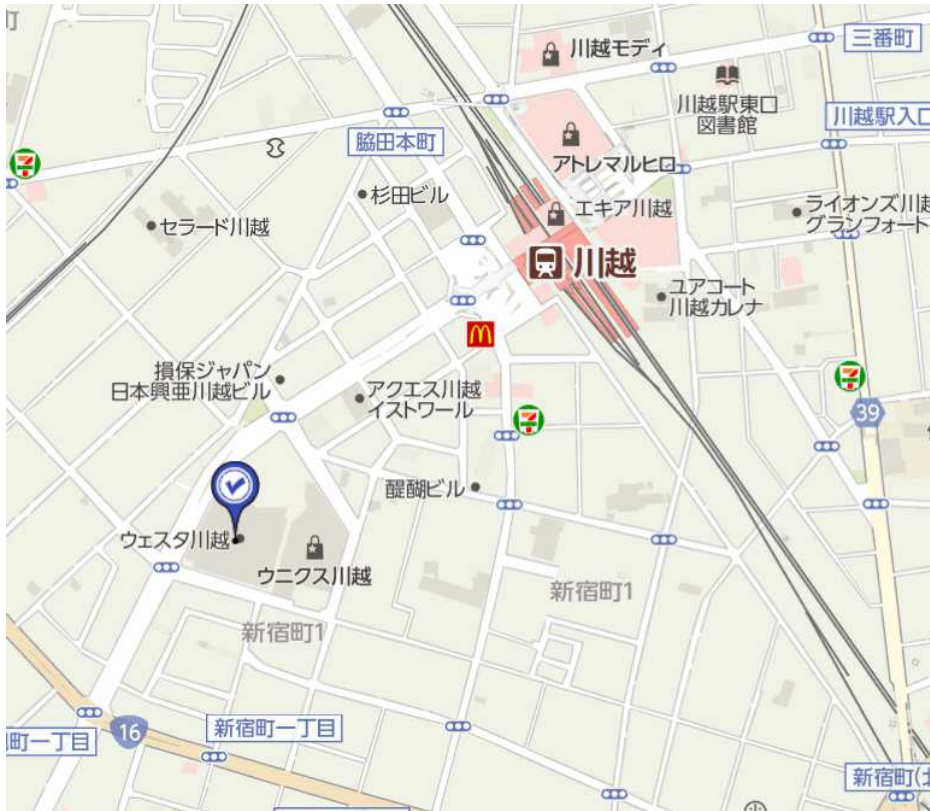 町
川越モディ
三番町
川越駅東口
図書館
川越駅入口
脇田本町
アトレマルヒロ
7
杉田ビル
エキア川越
ライオンズ川越
グランフォート
セラード川越
川越
ユアコート
川越カレナ
損保ジャパン
日本興亜川越ビル
アクエス川越
イストワール
7
7
39
醍醐ビル
ウェスタ川越
ウニクス川越
新宿町1
新宿町1
16
新宿町一丁目
町一丁目
新宿町(北